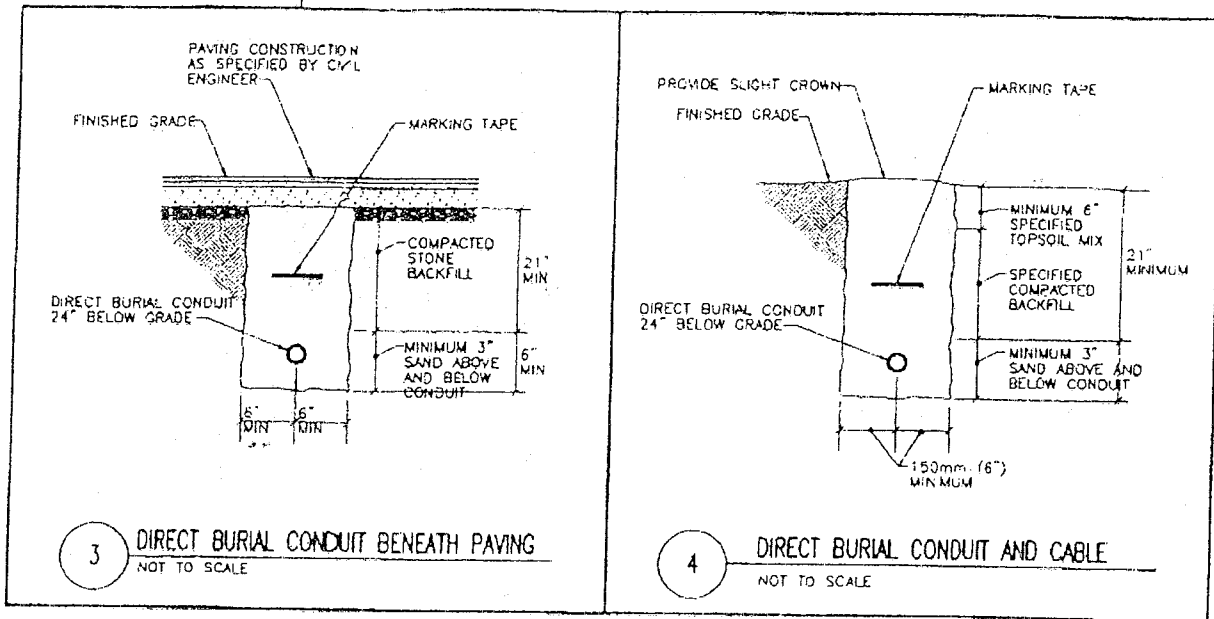 PAVING CONSTRUCTION
AS SPECIFIED BY CIVIL
ENGINEER
FINISHED GRADE
MARKING TAPE
COMPACTED
STONE
BACKFILL
21"
MIN
DIRECT BURIAL CONDUIT
24" BELOW GRADE
MINIMUM 3"
SAND ABOVE
AND BELOW
CONDUIT
6"
MIN
6"
MIN
6"
MIN
3
DIRECT BURIAL CONDUIT BENEATH PAVING
NOT TO SCALE
PROVIDE SLIGHT CROWN
FINISHED GRADE
MARKING TAPE
MINIMUM 6"
SPECIFIED
TOPSOIL MIX
21"
MINIMUM
SPECIFIED
COMPACTED
BACKFILL
DIRECT BURIAL CONDUIT
24" BELOW GRADE
MINIMUM 3"
SAND ABOVE AND
BELOW CONDUIT
150mm (6")
MINIMUM
4
DIRECT BURIAL CONDUIT AND CABLE
NOT TO SCALE